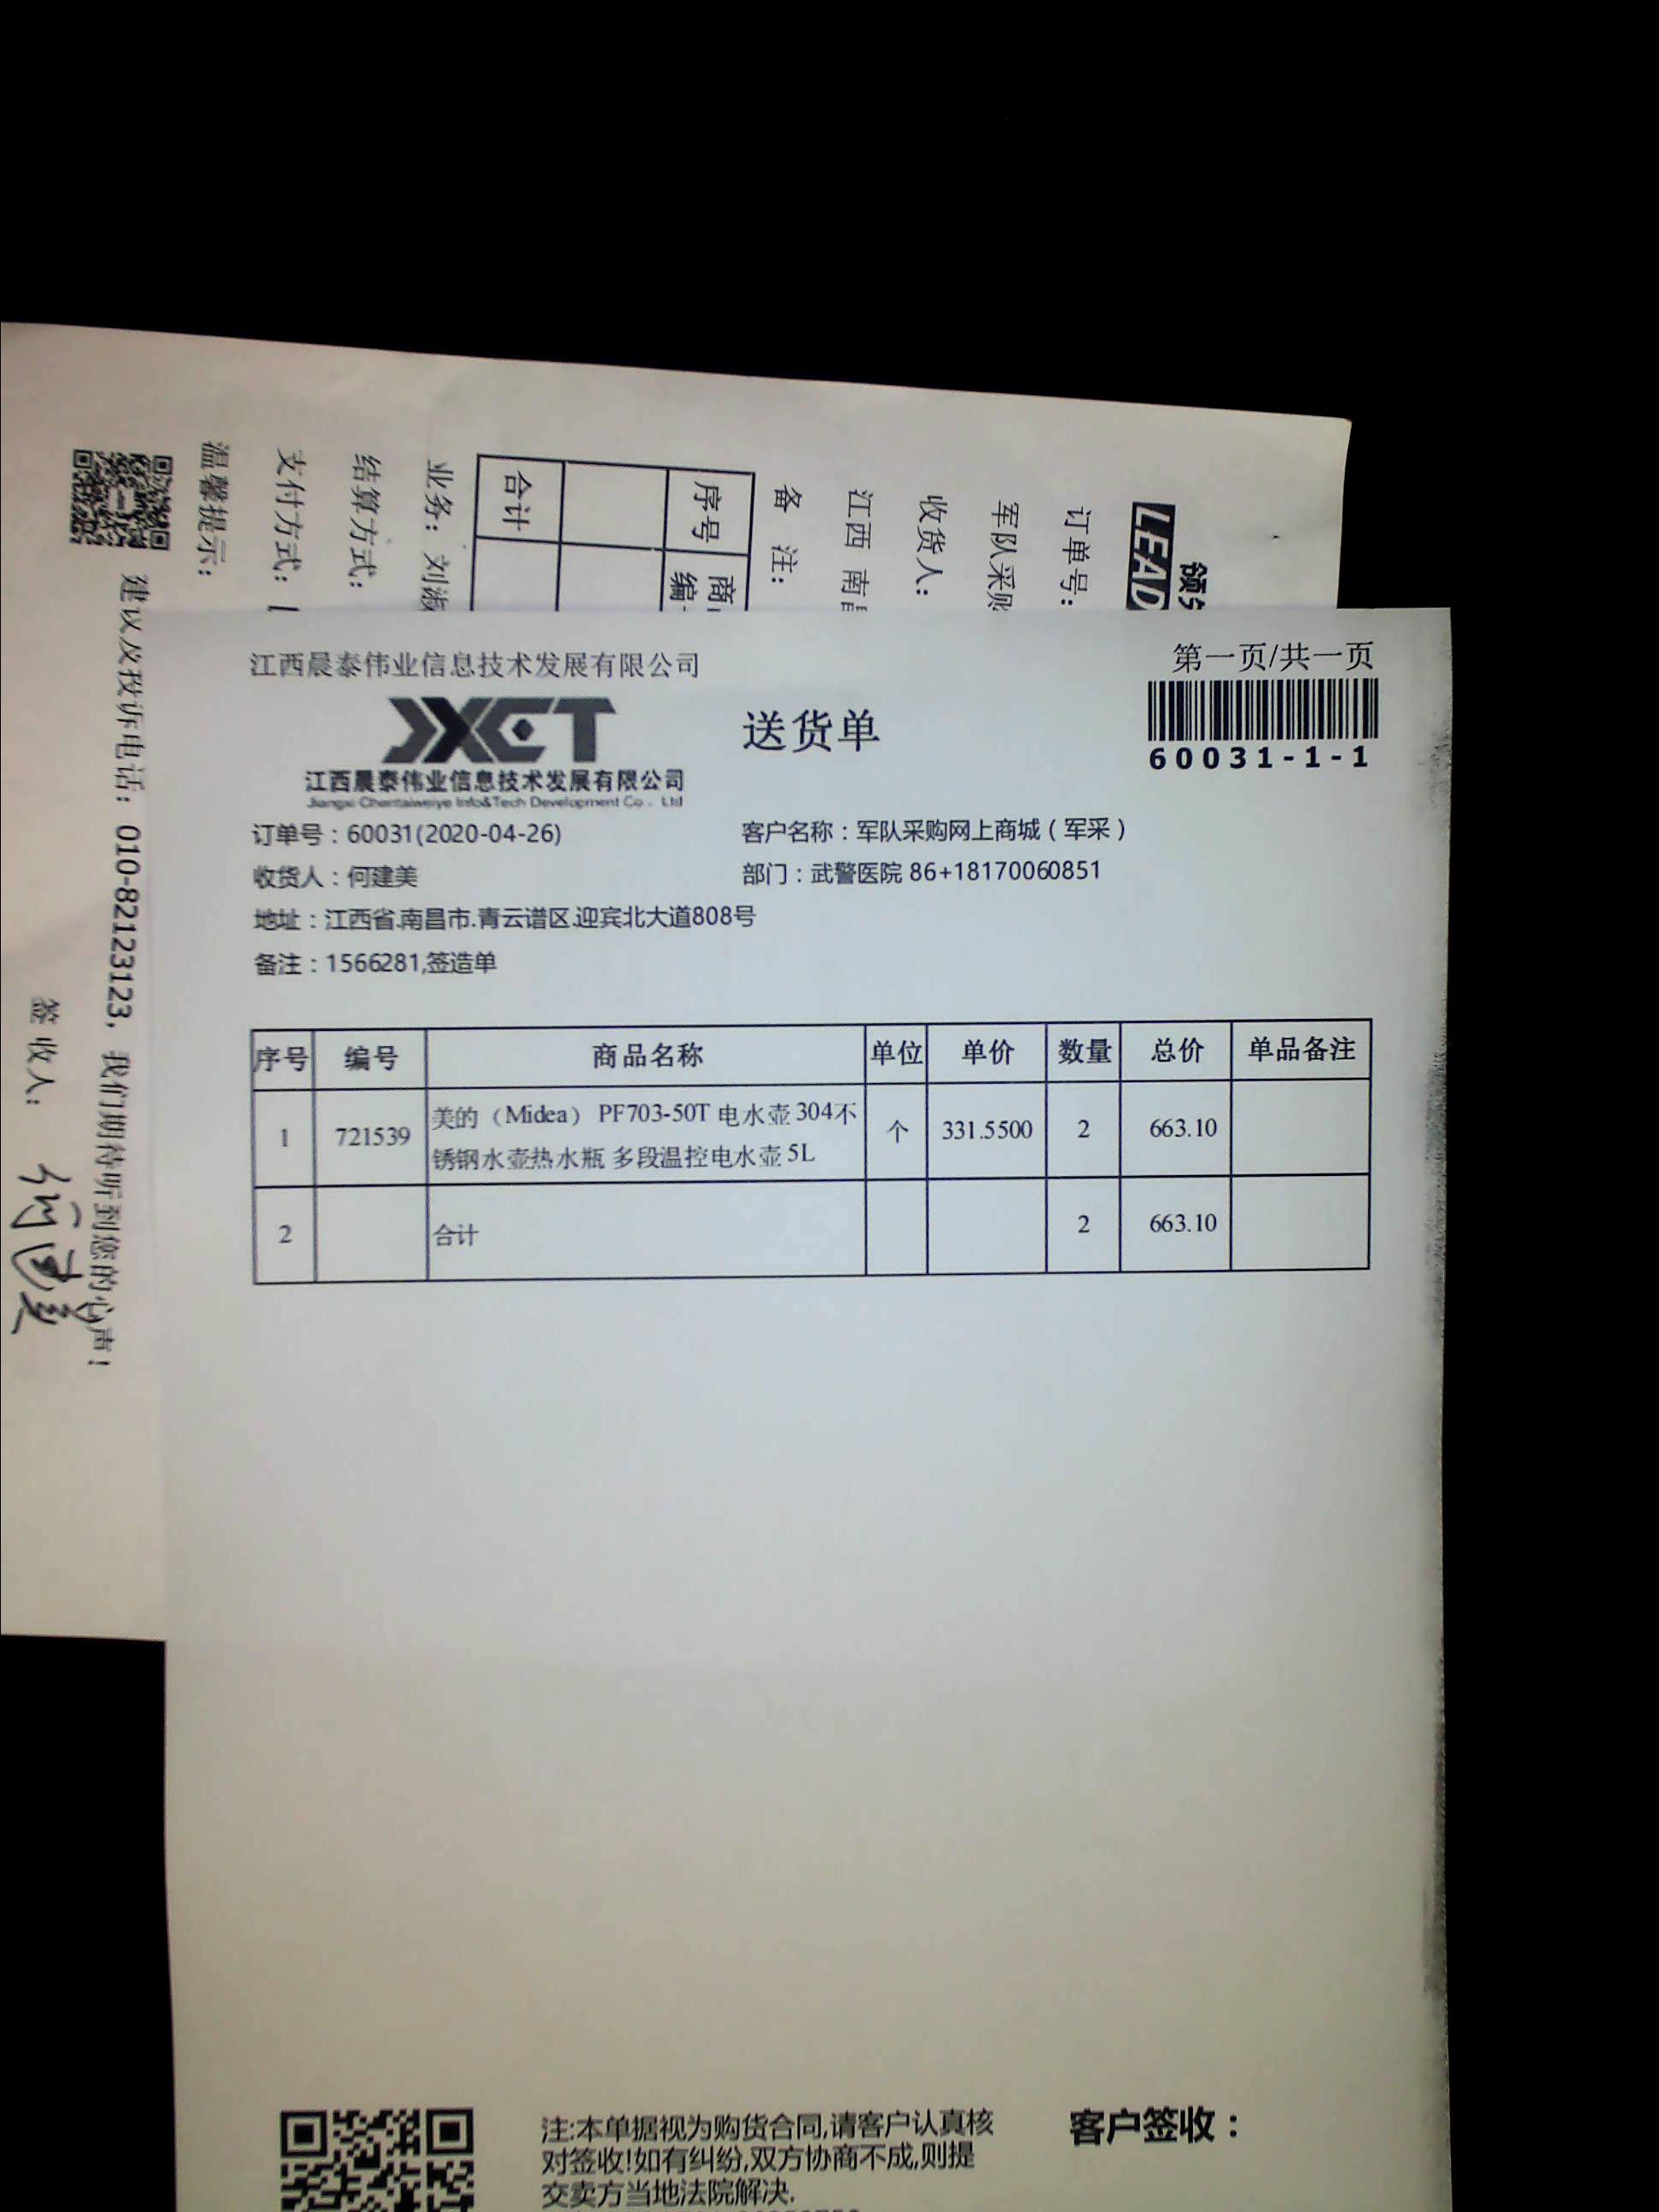 江西晨泰伟业信息技术发展有限公司
第一页/共一页
JXCT
送货单
江西晨泰伟业信息技术发展有限公司
Jiangxi Chentaiweiye Info&Tech Development Co．Ltd
60031-1-1
订单号：60031(2020-04-26)
客户名称：军队采购网上商城（军采）
收货人：何建美
部门：武警医院 86+18170060851
地址：江西省.南昌市.青云谱区.迎宾北大道808号
备注：1566281,签造单
序号 编号 商品名称 单位 单价 数量 总价 单品备注
1 721539 美的（Midea） PF703-50T 电水壶 304不 个 331.5500 2 663.10
锈钢水壶热水瓶 多段温控电水壶 5L
2 合计 2 663.10
注:本单据视为购货合同,请客户认真核
对签收!如有纠纷,双方协商不成,则提
交卖方当地法院解决.
客户签收：
LEAD
订单号：
军队采
收货人：
江西 南
备 注：
序号 商
编
合计
业务：刘
结算方式：
支付方式：
温馨提示：
建议及投诉电话：010-82123123，我们期待听到您的心声！
签收人： 何建美